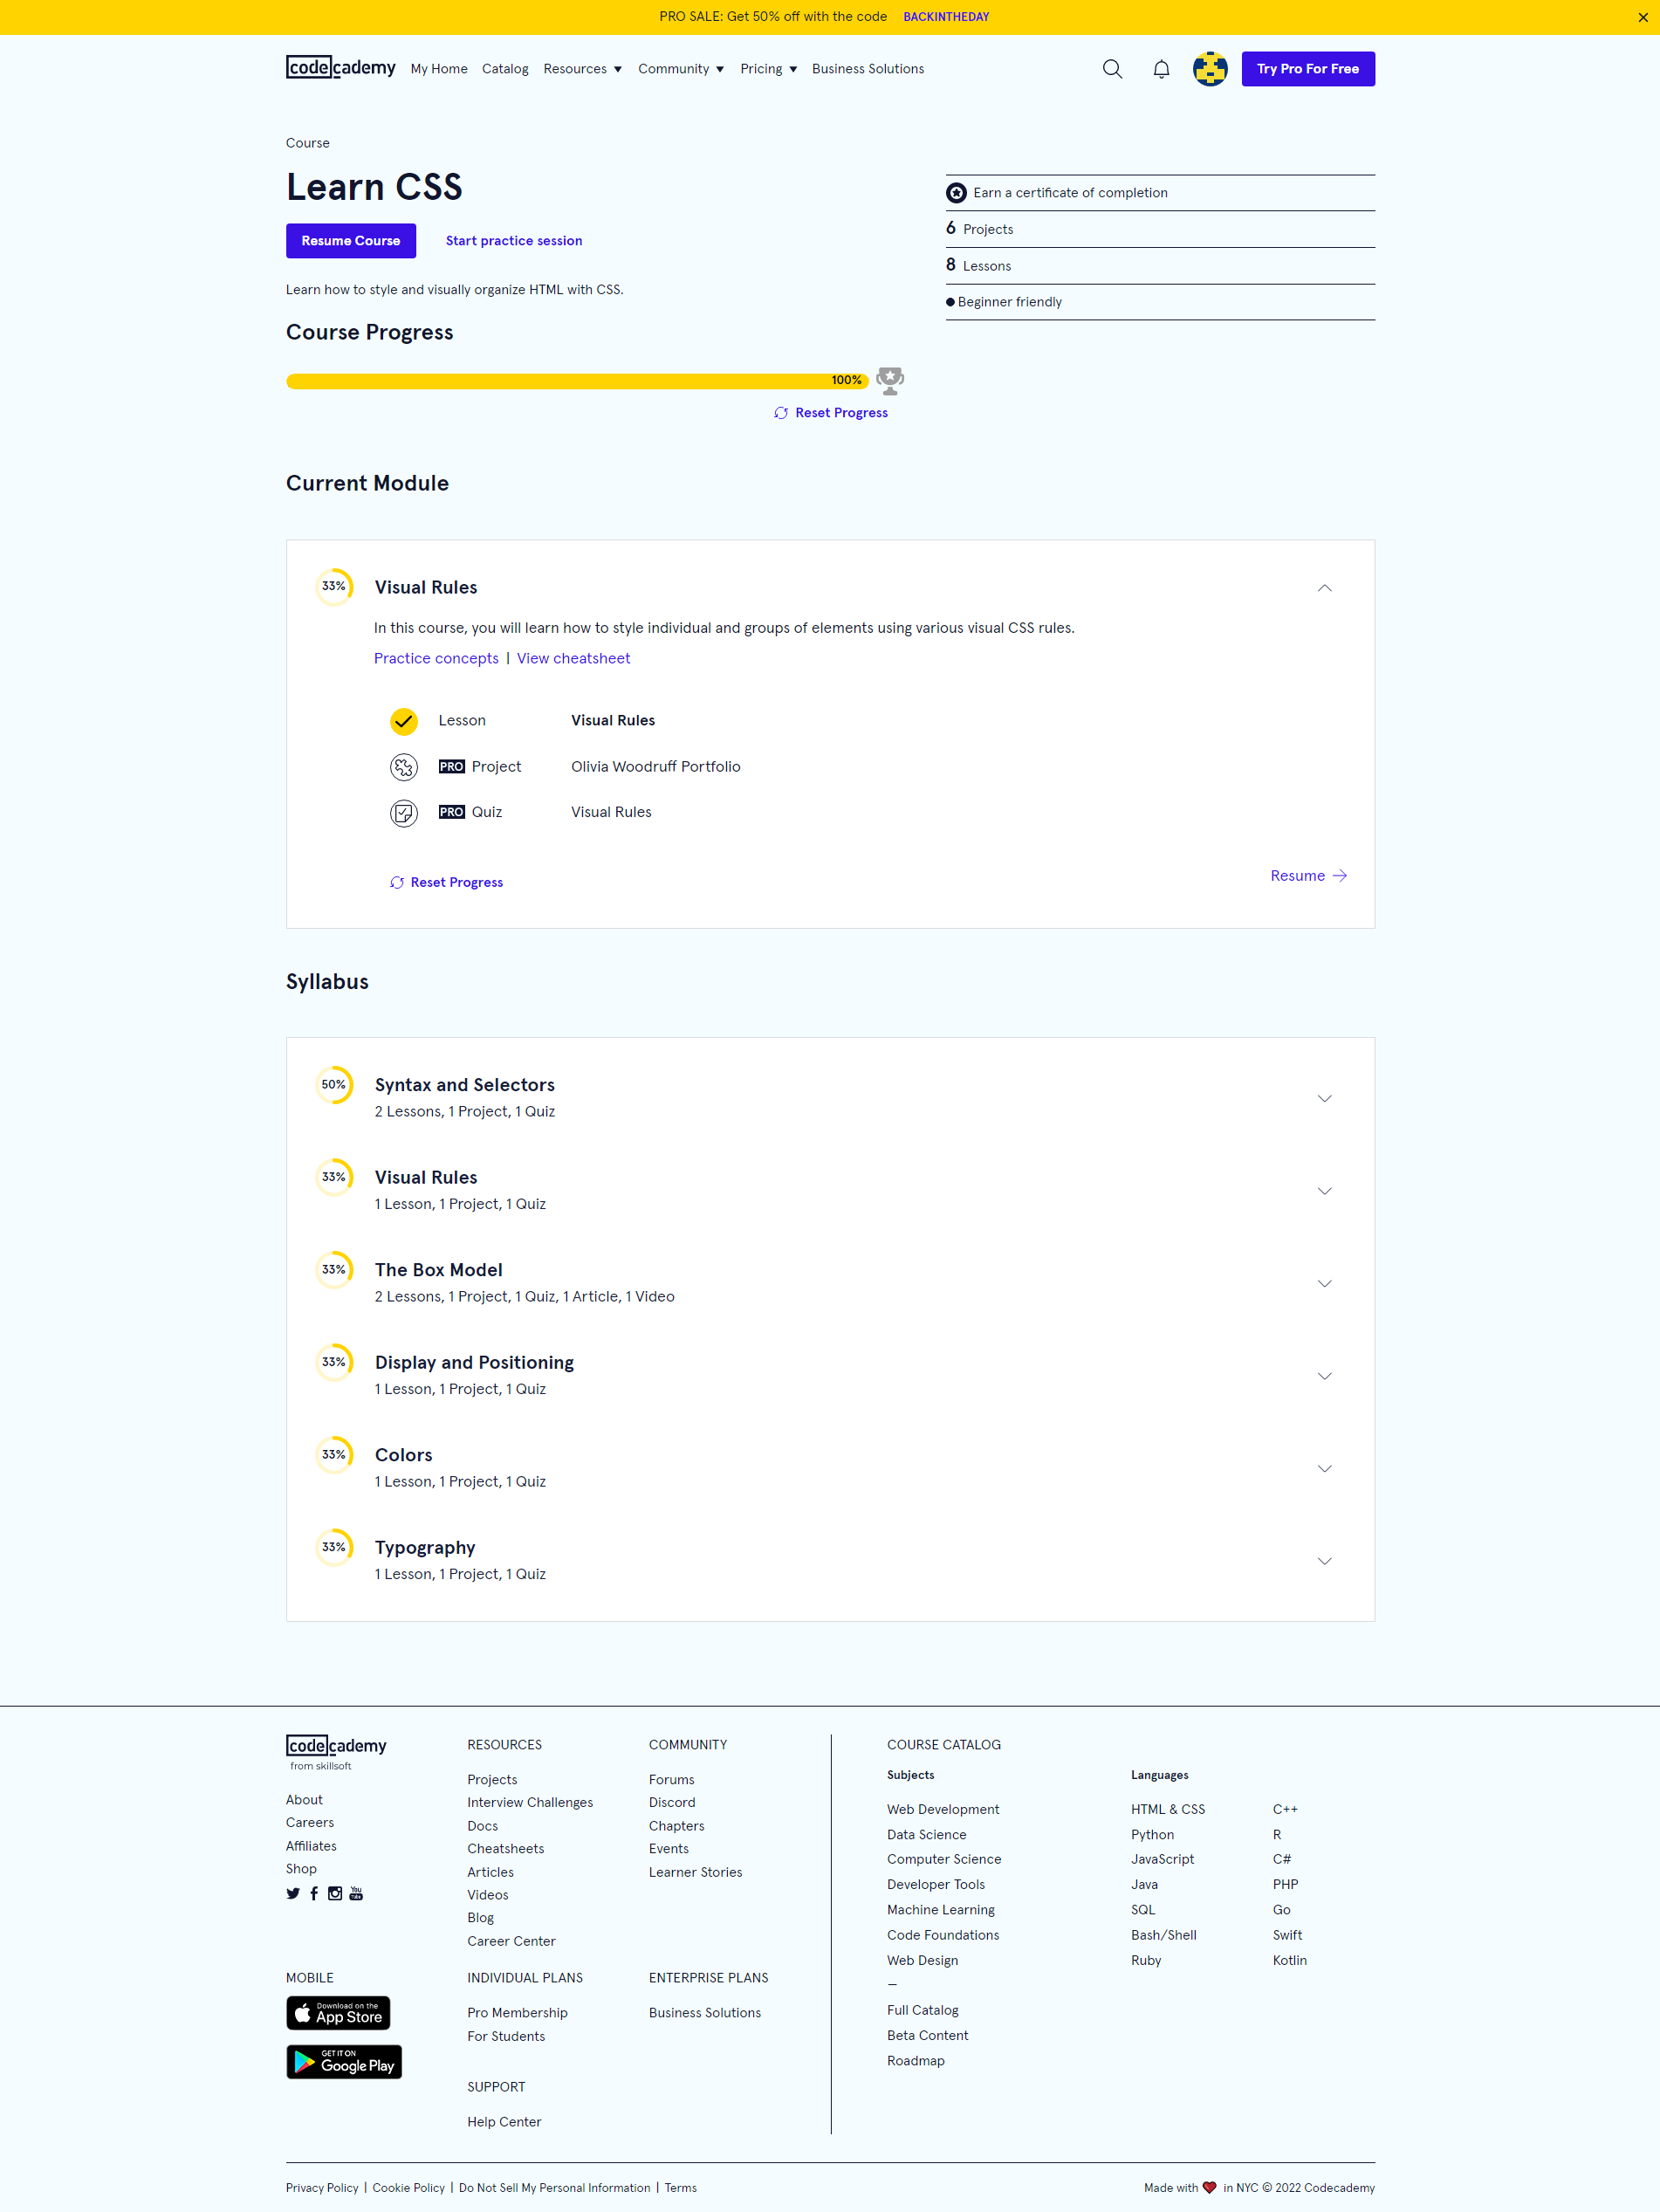 PRO SALE: Get 50% off with the code BACKINTHEDAY
codecademy My Home Catalog Resources Community Pricing Business Solutions Try Pro For Free
Course
Learn CSS
Resume Course Start practice session
Learn how to style and visually organize HTML with CSS.
Earn a certificate of completion
6 Projects
8 Lessons
Beginner friendly
Course Progress
100%
Reset Progress
Current Module
33% Visual Rules
In this course, you will learn how to style individual and groups of elements using various visual CSS rules.
Practice concepts | View cheatsheet
Lesson Visual Rules
PRO Project Olivia Woodruff Portfolio
PRO Quiz Visual Rules
Reset Progress Resume
Syllabus
50% Syntax and Selectors
2 Lessons, 1 Project, 1 Quiz
33% Visual Rules
1 Lesson, 1 Project, 1 Quiz
33% The Box Model
2 Lessons, 1 Project, 1 Quiz, 1 Article, 1 Video
33% Display and Positioning
1 Lesson, 1 Project, 1 Quiz
33% Colors
1 Lesson, 1 Project, 1 Quiz
33% Typography
1 Lesson, 1 Project, 1 Quiz
codecademy
from skillsoft
About
Careers
Affiliates
Shop
You
Tube
RESOURCES
Projects
Interview Challenges
Docs
Cheatsheets
Articles
Videos
Blog
Career Center
COMMUNITY
Forums
Discord
Chapters
Events
Learner Stories
MOBILE
Download on the
App Store
GET IT ON
Google Play
INDIVIDUAL PLANS
Pro Membership
For Students
ENTERPRISE PLANS
Business Solutions
SUPPORT
Help Center
COURSE CATALOG
Subjects
Web Development
Data Science
Computer Science
Developer Tools
Machine Learning
Code Foundations
Web Design
—
Full Catalog
Beta Content
Roadmap
Languages
HTML & CSS
Python
JavaScript
Java
SQL
Bash/Shell
Ruby
C++
R
C#
PHP
Go
Swift
Kotlin
Privacy Policy | Cookie Policy | Do Not Sell My Personal Information | Terms
Made with ❤ in NYC © 2022 Codecademy